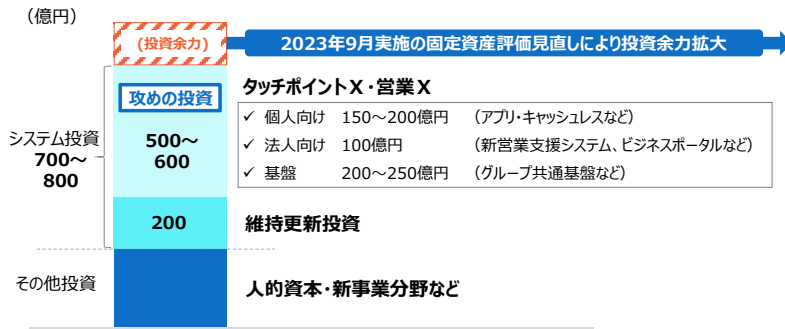 （億円）
(投資余力)
2023年9月実施の固定資産評価見直しにより投資余力拡大
タッチポイントX・営業X
攻めの投資
✓ 個人向け 150～200億円 （アプリ・キャッシュレスなど）
✓ 法人向け 100億円 （新営業支援システム、ビジネスポータルなど）
✓ 基盤 200～250億円 （グループ共通基盤など）
システム投資
700～
800
500～
600
200
維持更新投資
その他投資
人的資本・新事業分野など